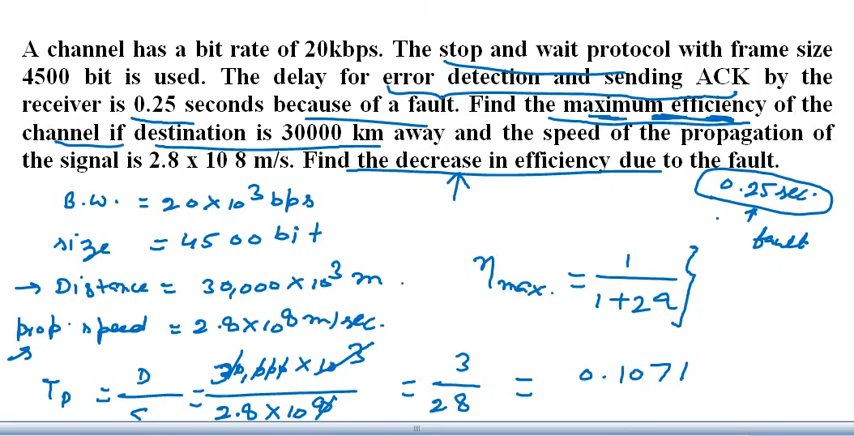 A channel has a bit rate of 20kbps. The stop and wait protocol with frame size
4500 bit is used. The delay for error detection and sending ACK by the
receiver is 0.25 seconds because of a fault. Find the maximum efficiency of the
channel if destination is 30000 km away and the speed of the propagation of
the signal is 2.8 x 10 8 m/s. Find the decrease in efficiency due to the fault.
0.25 sec.
fault
B.W. = 20×10³ bps
size = 4500 bit
→ Distance = 30,000 × 10³ m.
ηmax. = 1/(1+2a)
prop. speed = 2.8×10⁸ m/sec.
Tp = D/S = 30,000 × 10³ / 2.8 × 10⁸ = 3/28 = 0.1071